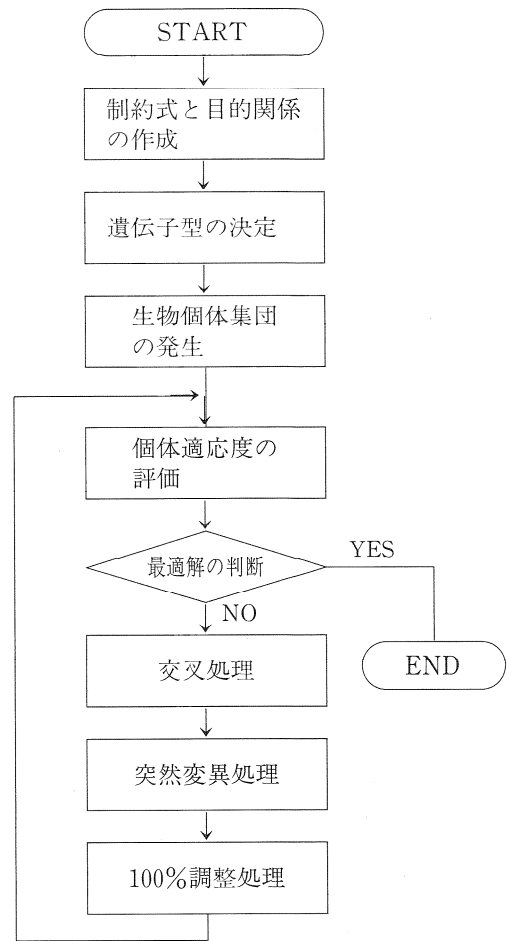 START
制約式と目的関係
の作成
遺伝子型の決定
生物個体集団
の発生
個体適応度の
評価
最適解の判断
YES
NO
END
交叉処理
突然変異処理
100%調整処理